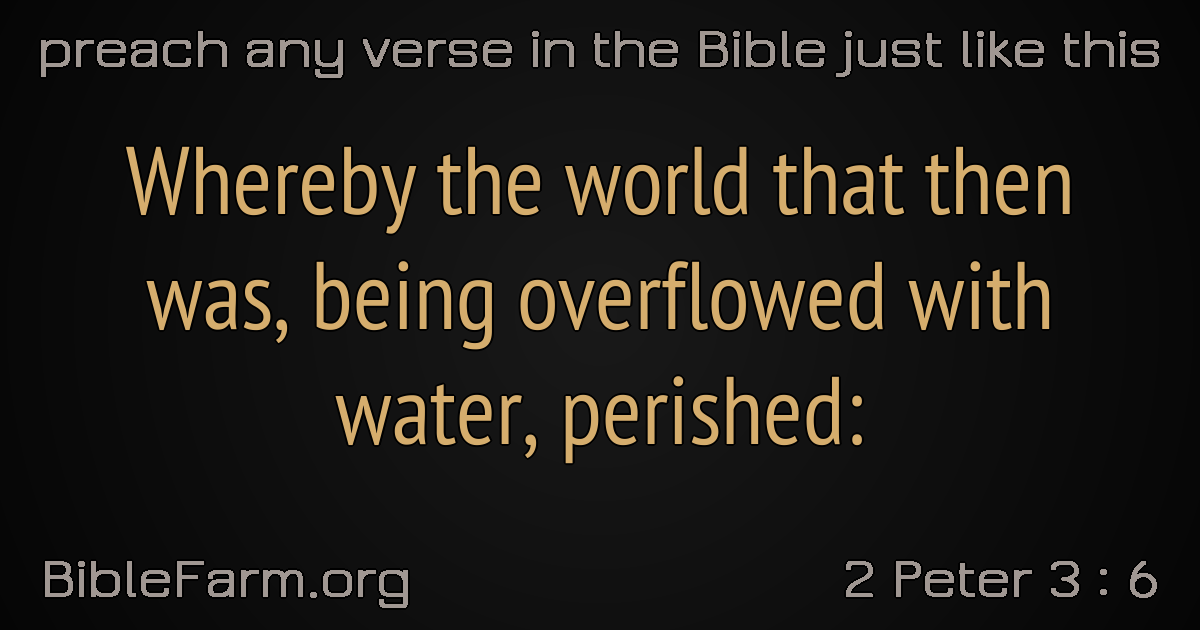 preach any verse in the Bible just like this
Whereby the world that then
was, being overflowed with
water, perished:
BibleFarm.org
2 Peter 3 : 6